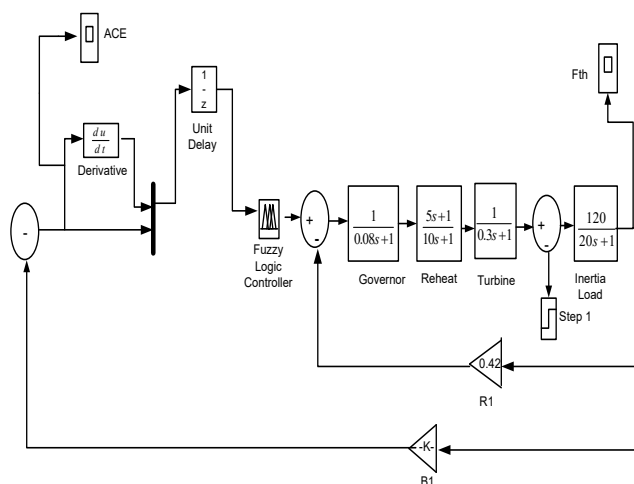 ACE
Fth
1
-
z
Unit
Delay
du
dt
Derivative
-
Fuzzy
Logic
Controller
+
-
1
0.08s+1
Governor
5s+1
10s+1
Reheat
1
0.3s+1
Turbine
+
-
120
20s+1
Inertia
Load
Step 1
0.42
R1
-K-
B1